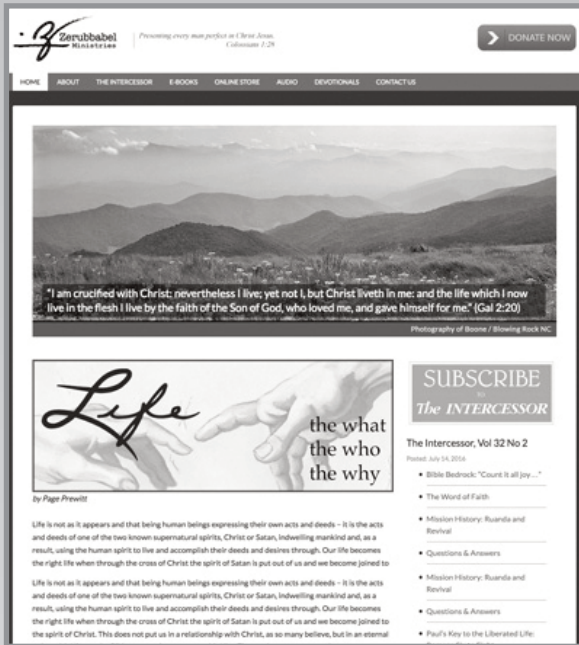 Zerubbabel
Ministries
Presenting every man perfect in Christ Jesus.
Colossians 1:28
DONATE NOW
HOME ABOUT THE INTERCESSOR E-BOOKS ONLINE STORE AUDIO DEVOTIONALS CONTACT US
"I am crucified with Christ: nevertheless I live; yet not I, but Christ liveth in me: and the life which I now
live in the flesh I live by the faith of the Son of God, who loved me, and gave himself for me." (Gal 2:20)
Photography of Boone / Blowing Rock NC
Life
the what
the who
the why
by Page Prewitt
Life is not as it appears and that being human beings expressing their own acts and deeds – it is the acts
and deeds of one of the two known supernatural spirits, Christ or Satan, indwelling mankind and, as a
result, using the human spirit to live and accomplish their deeds and desires through. Our life becomes
the right life when through the cross of Christ the spirit of Satan is put out of us and we become joined to
Life is not as it appears and that being human beings expressing their own acts and deeds – it is the acts
and deeds of one of the two known supernatural spirits, Christ or Satan, indwelling mankind and, as a
result, using the human spirit to live and accomplish their deeds and desires through. Our life becomes
the right life when through the cross of Christ the spirit of Satan is put out of us and we become joined to
the spirit of Christ. This does not put us in a relationship with Christ, as so many believe, but in an eternal
SUBSCRIBE
TO
The INTERCESSOR
The Intercessor, Vol 32 No 2
Posted: July 14, 2016
Bible Bedrock: "Count it all joy ..."
The Word of Faith
Mission History: Ruanda and
Revival
Questions & Answers
Mission History: Ruanda and
Revival
Questions & Answers
Paul's Key to the Liberated Life: